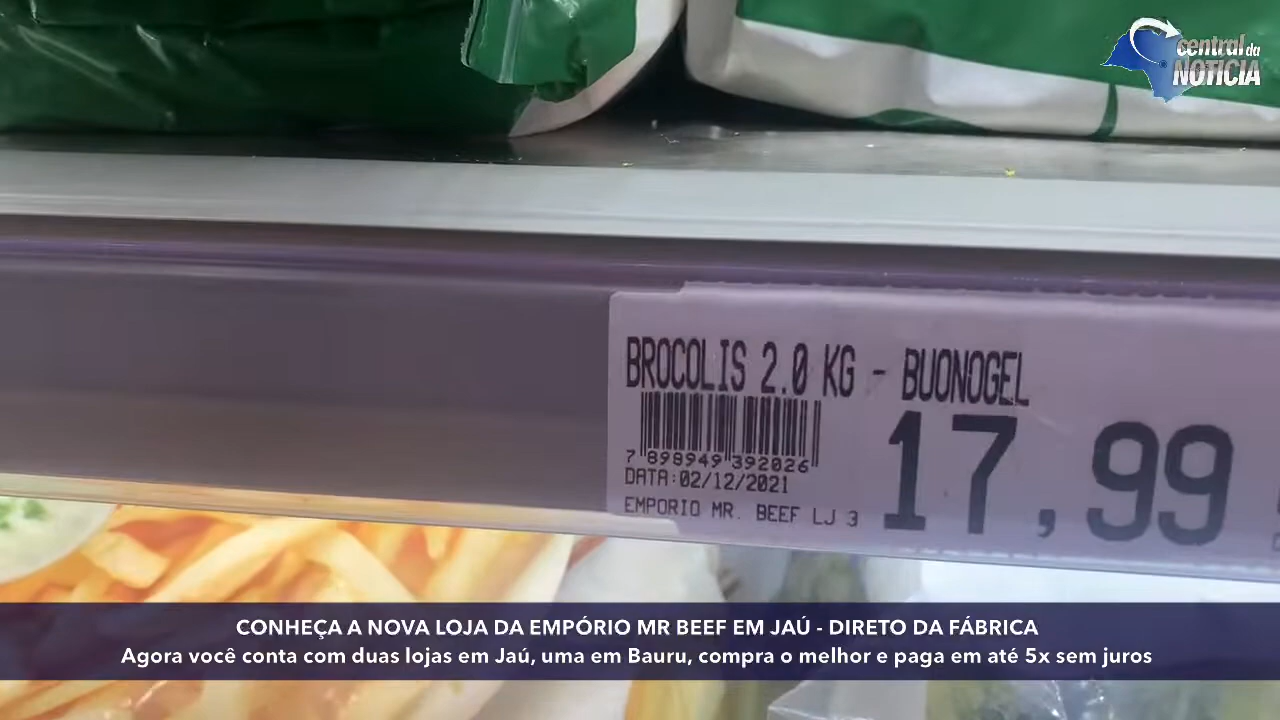 central da
NOTÍCIA
BROCOLIS 2.0 KG - BUONOGEL
17,99
7 898949 392026
DATA:02/12/2021
EMPORIO MR. BEEF LJ 3
CONHEÇA A NOVA LOJA DA EMPÓRIO MR BEEF EM JAÚ - DIRETO DA FÁBRICA
Agora você conta com duas lojas em Jaú, uma em Bauru, compra o melhor e paga em até 5x sem juros